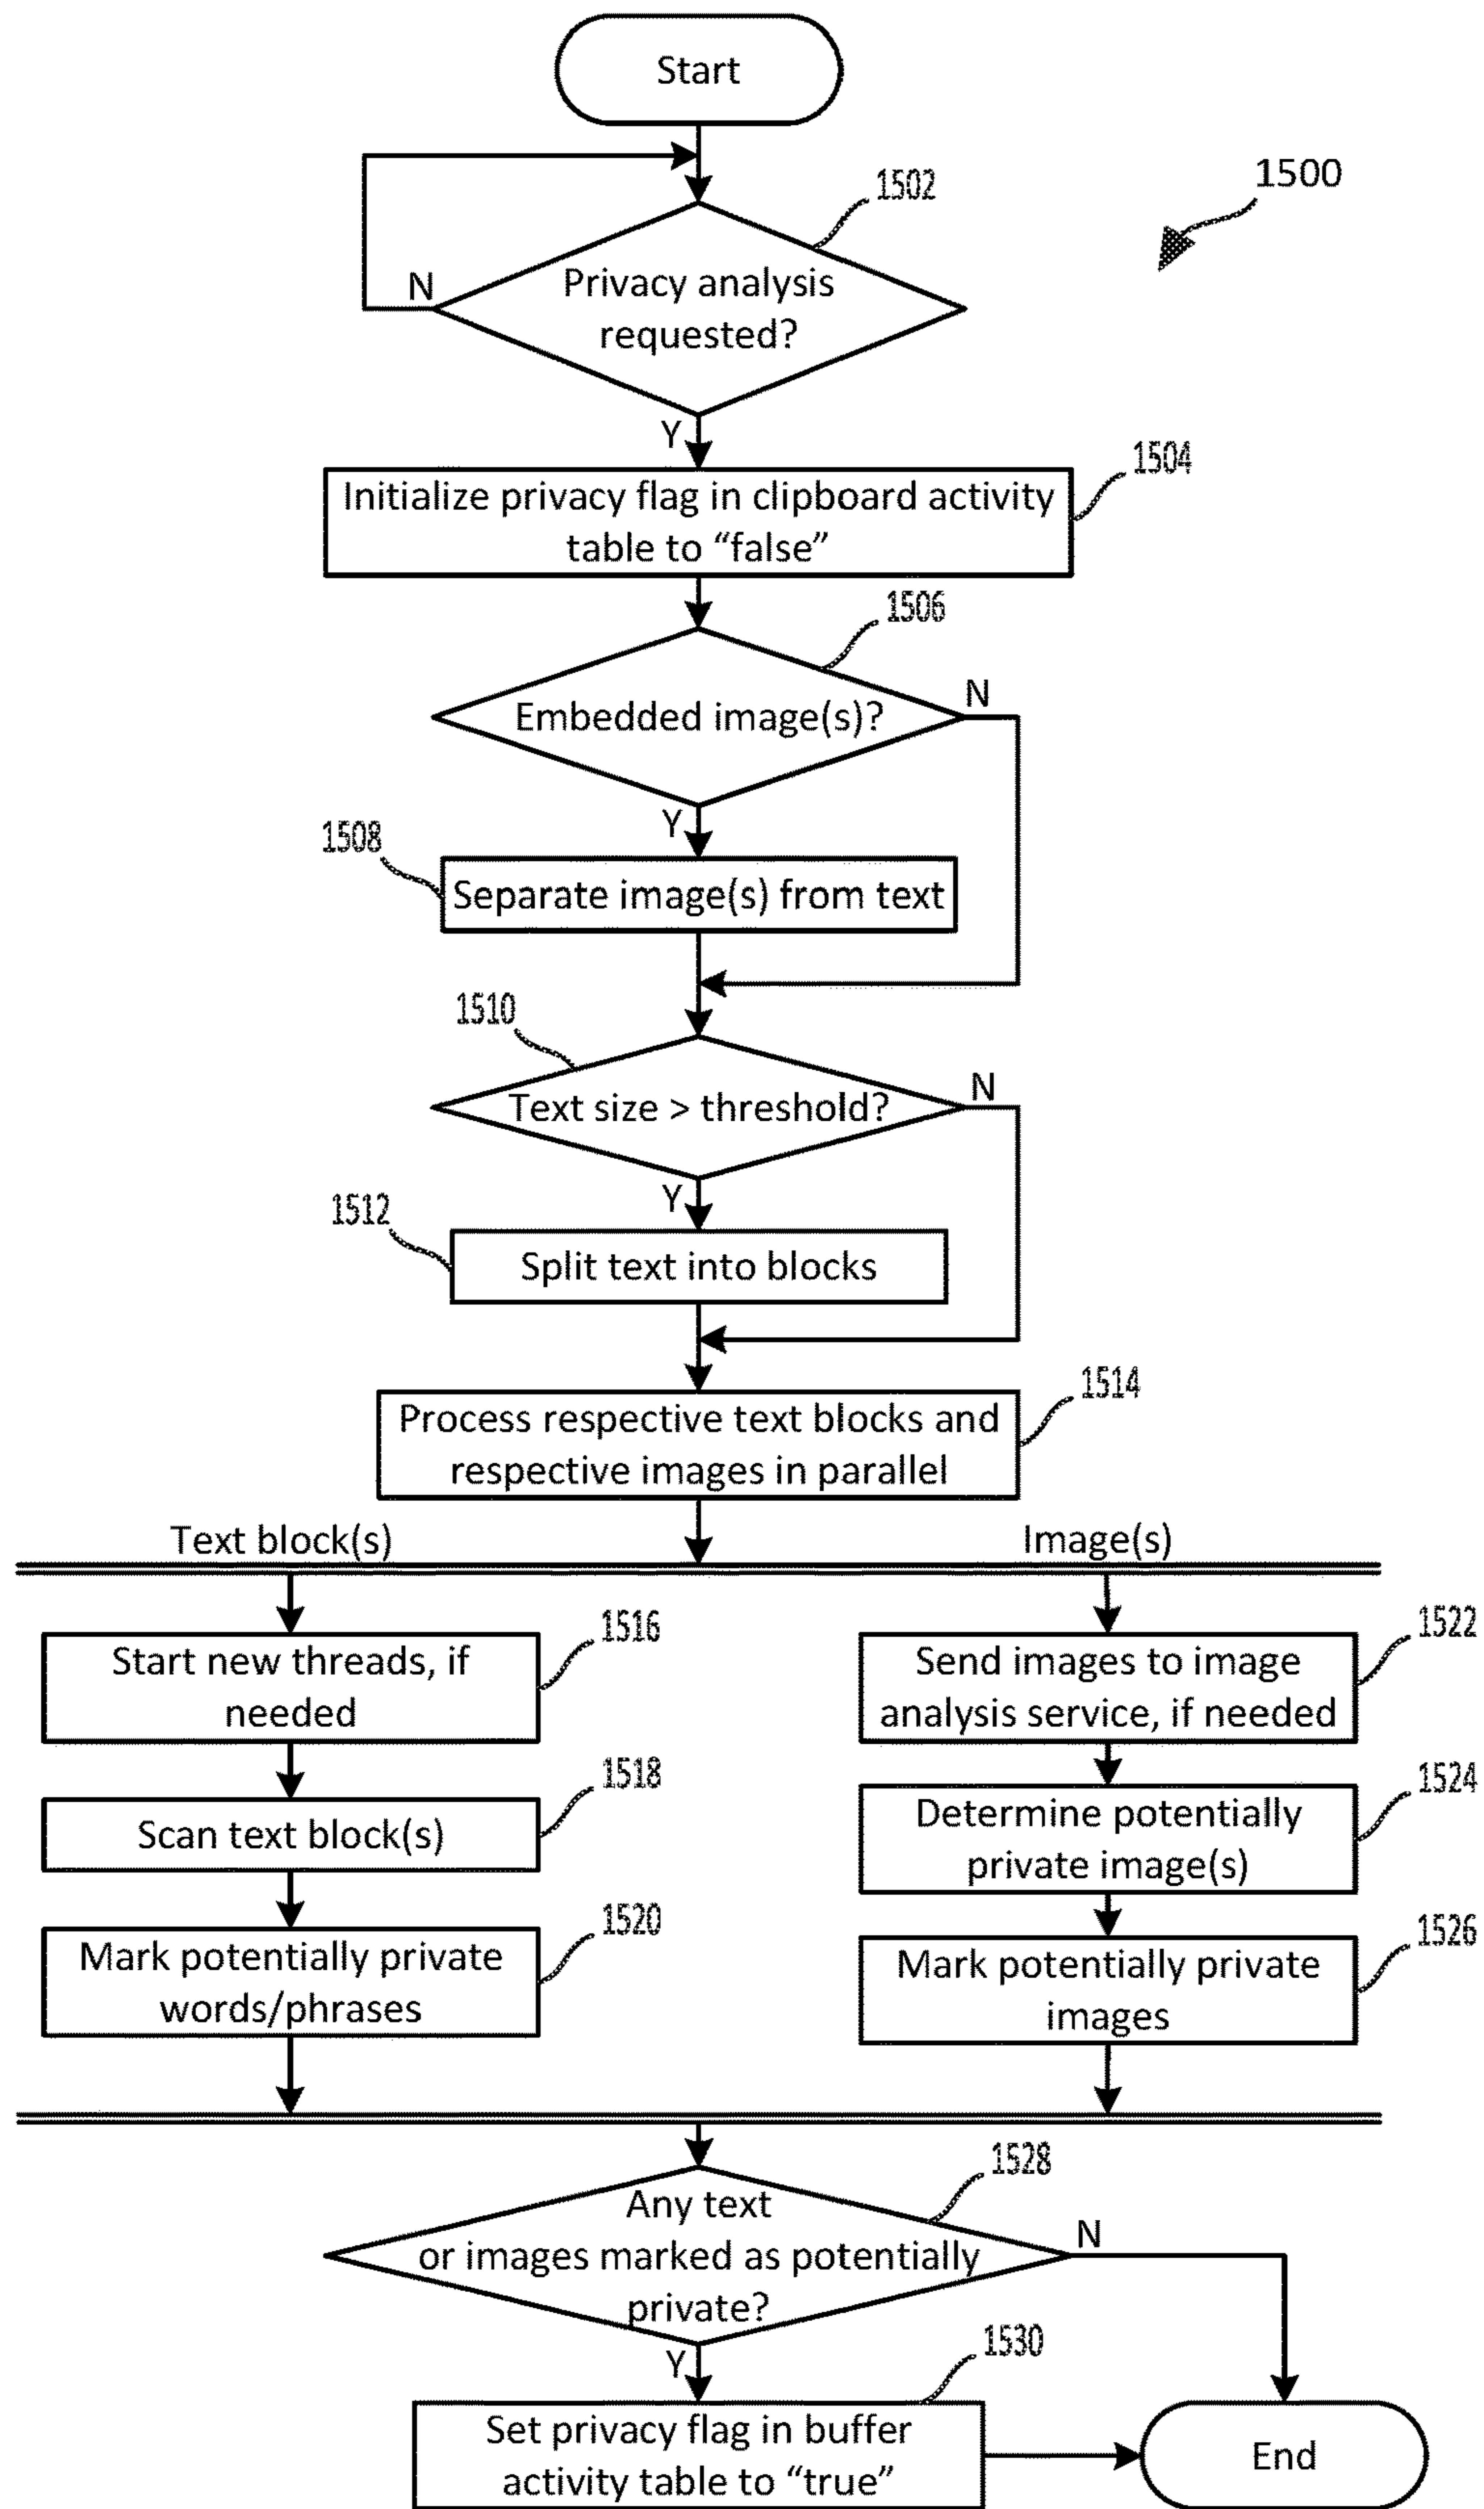 Start
1500
1502
Privacy analysis
requested?
N
Y
1504
Initialize privacy flag in clipboard activity
table to “false”
1506
Embedded image(s)?
N
Y
1508
Separate image(s) from text
1510
Text size > threshold?
N
Y
1512
Split text into blocks
1514
Process respective text blocks and
respective images in parallel
Text block(s)
Image(s)
1516
Start new threads, if
needed
1518
Scan text block(s)
1520
Mark potentially private
words/phrases
1522
Send images to image
analysis service, if needed
1524
Determine potentially
private image(s)
1526
Mark potentially private
images
1528
Any text
or images marked as potentially
private?
N
Y
1530
Set privacy flag in buffer
activity table to “true”
End